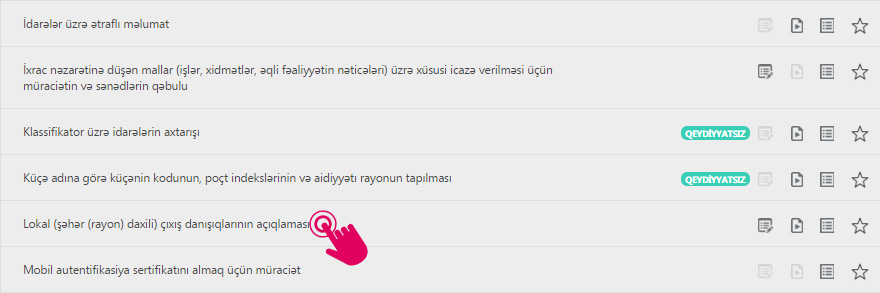 İdarələr üzrə ətraflı məlumat
İxrac nəzarətinə düşən mallar (işlər, xidmətlər, əqli fəaliyyətin nəticələri) üzrə xüsusi icazə verilməsi üçün
müraciətin və sənədlərin qəbulu
Klassifikator üzrə idarələrin axtarışı
QEYDİYYATSIZ
Küçə adına görə küçənin kodunun, poçt indekslərinin və aidiyyətı rayonun tapılması
QEYDİYYATSIZ
Lokal (şəhər (rayon) daxili) çıxış danışıqlarının açıqlaması
Mobil autentifikasiya sertifikatını almaq üçün müraciət